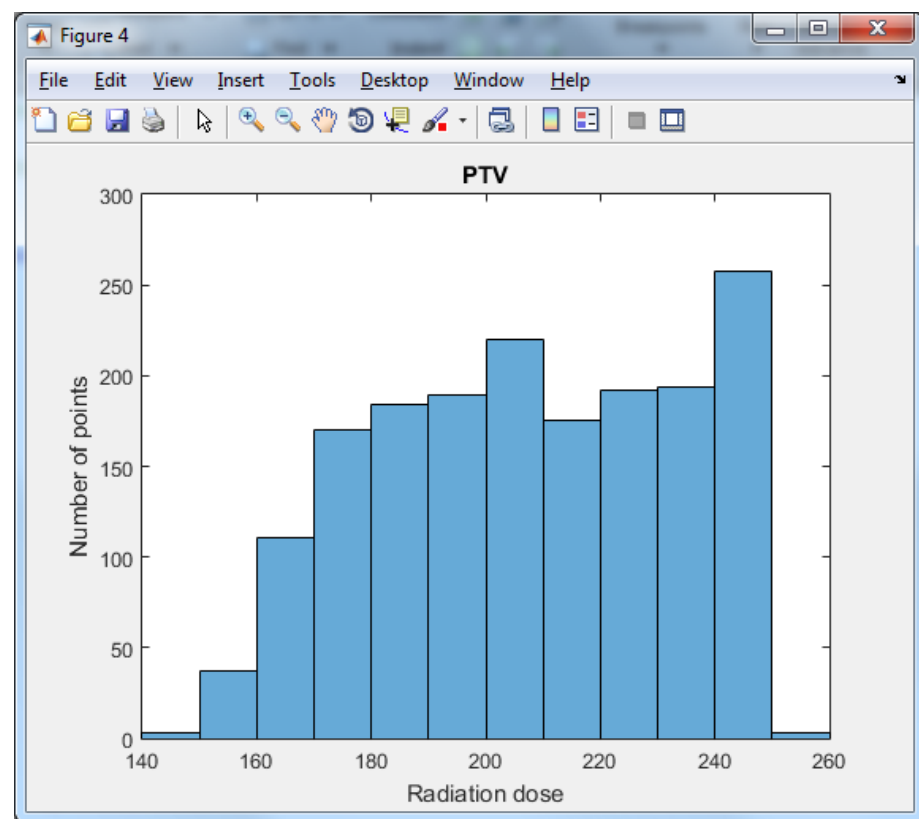 Figure 4
File Edit View Insert Tools Desktop Window Help
PTV
300
250
200
150
100
50
0
Number of points
140 160 180 200 220 240 260
Radiation dose